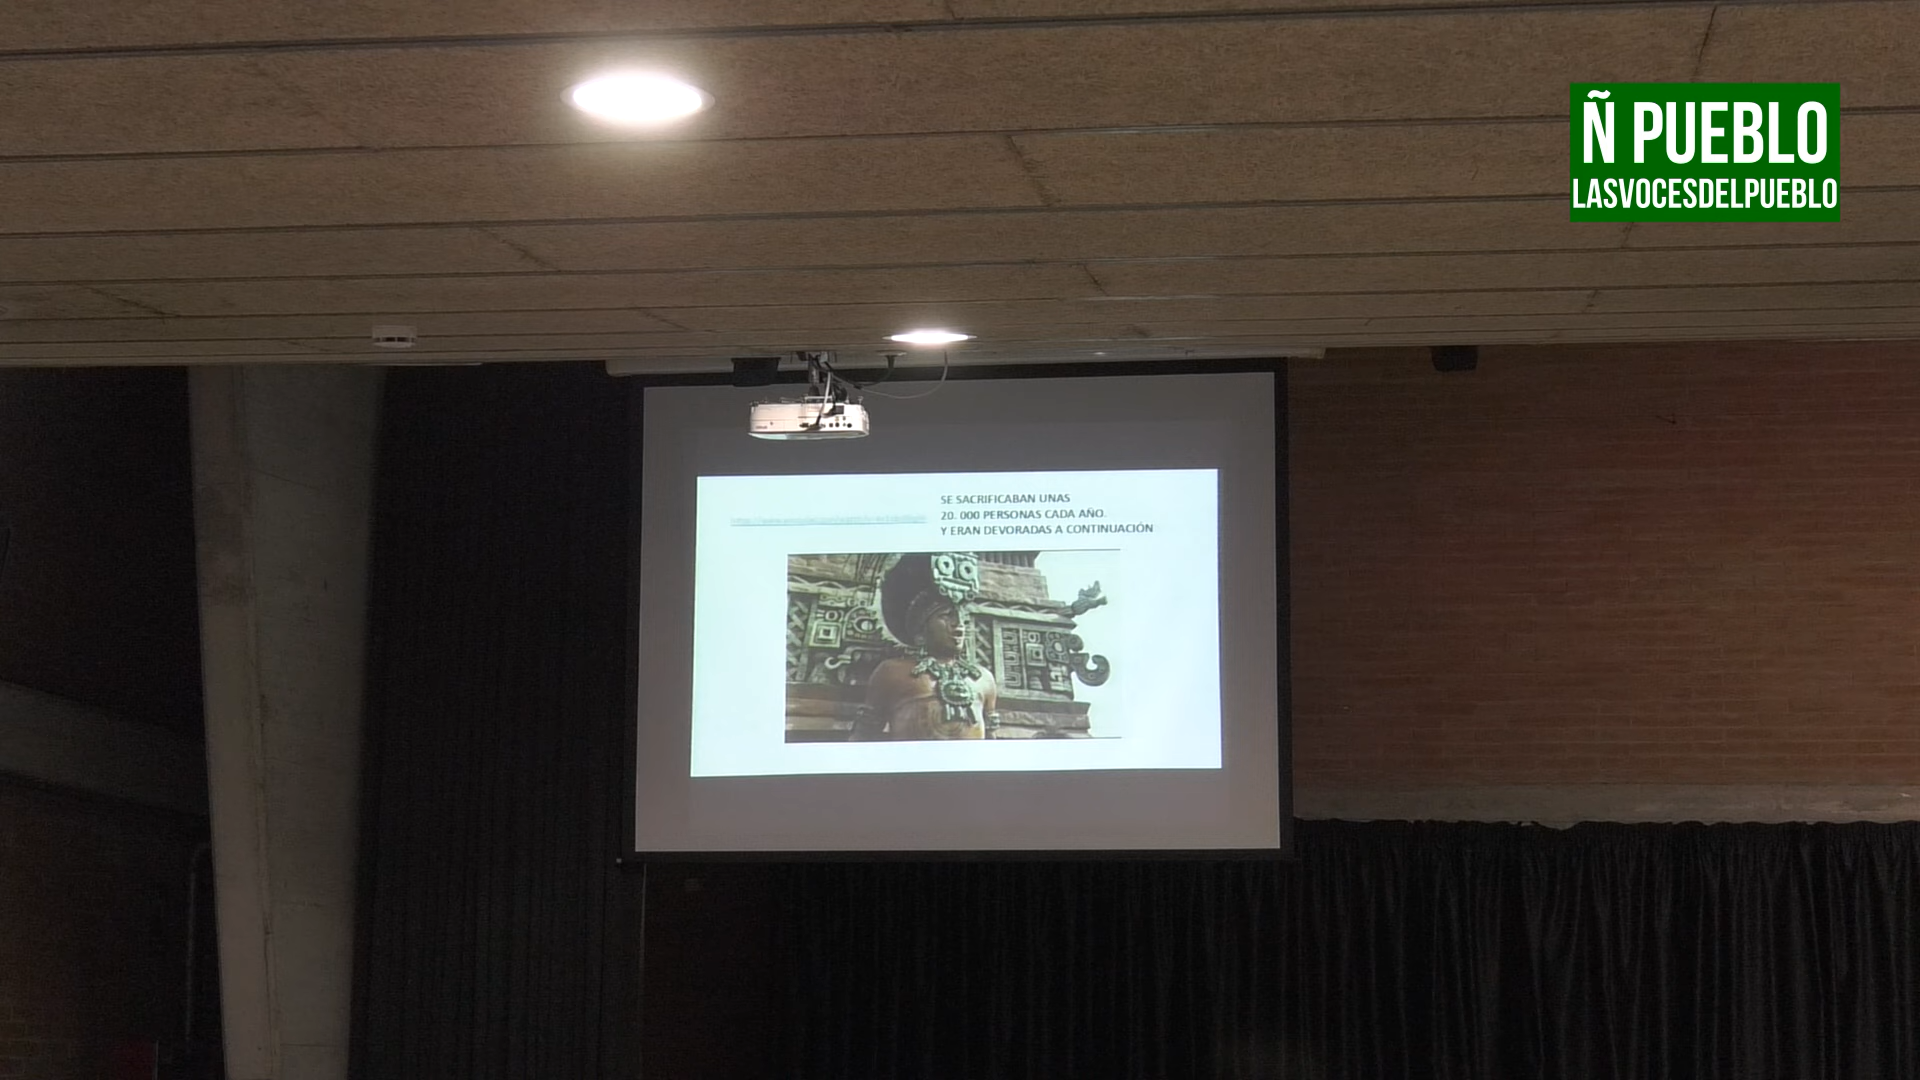 Ñ PUEBLO
LASVOCESDELPUEBLO
SE SACRIFICABAN UNAS
20. 000 PERSONAS CADA AÑO.
Y ERAN DEVORADAS A CONTINUACIÓN